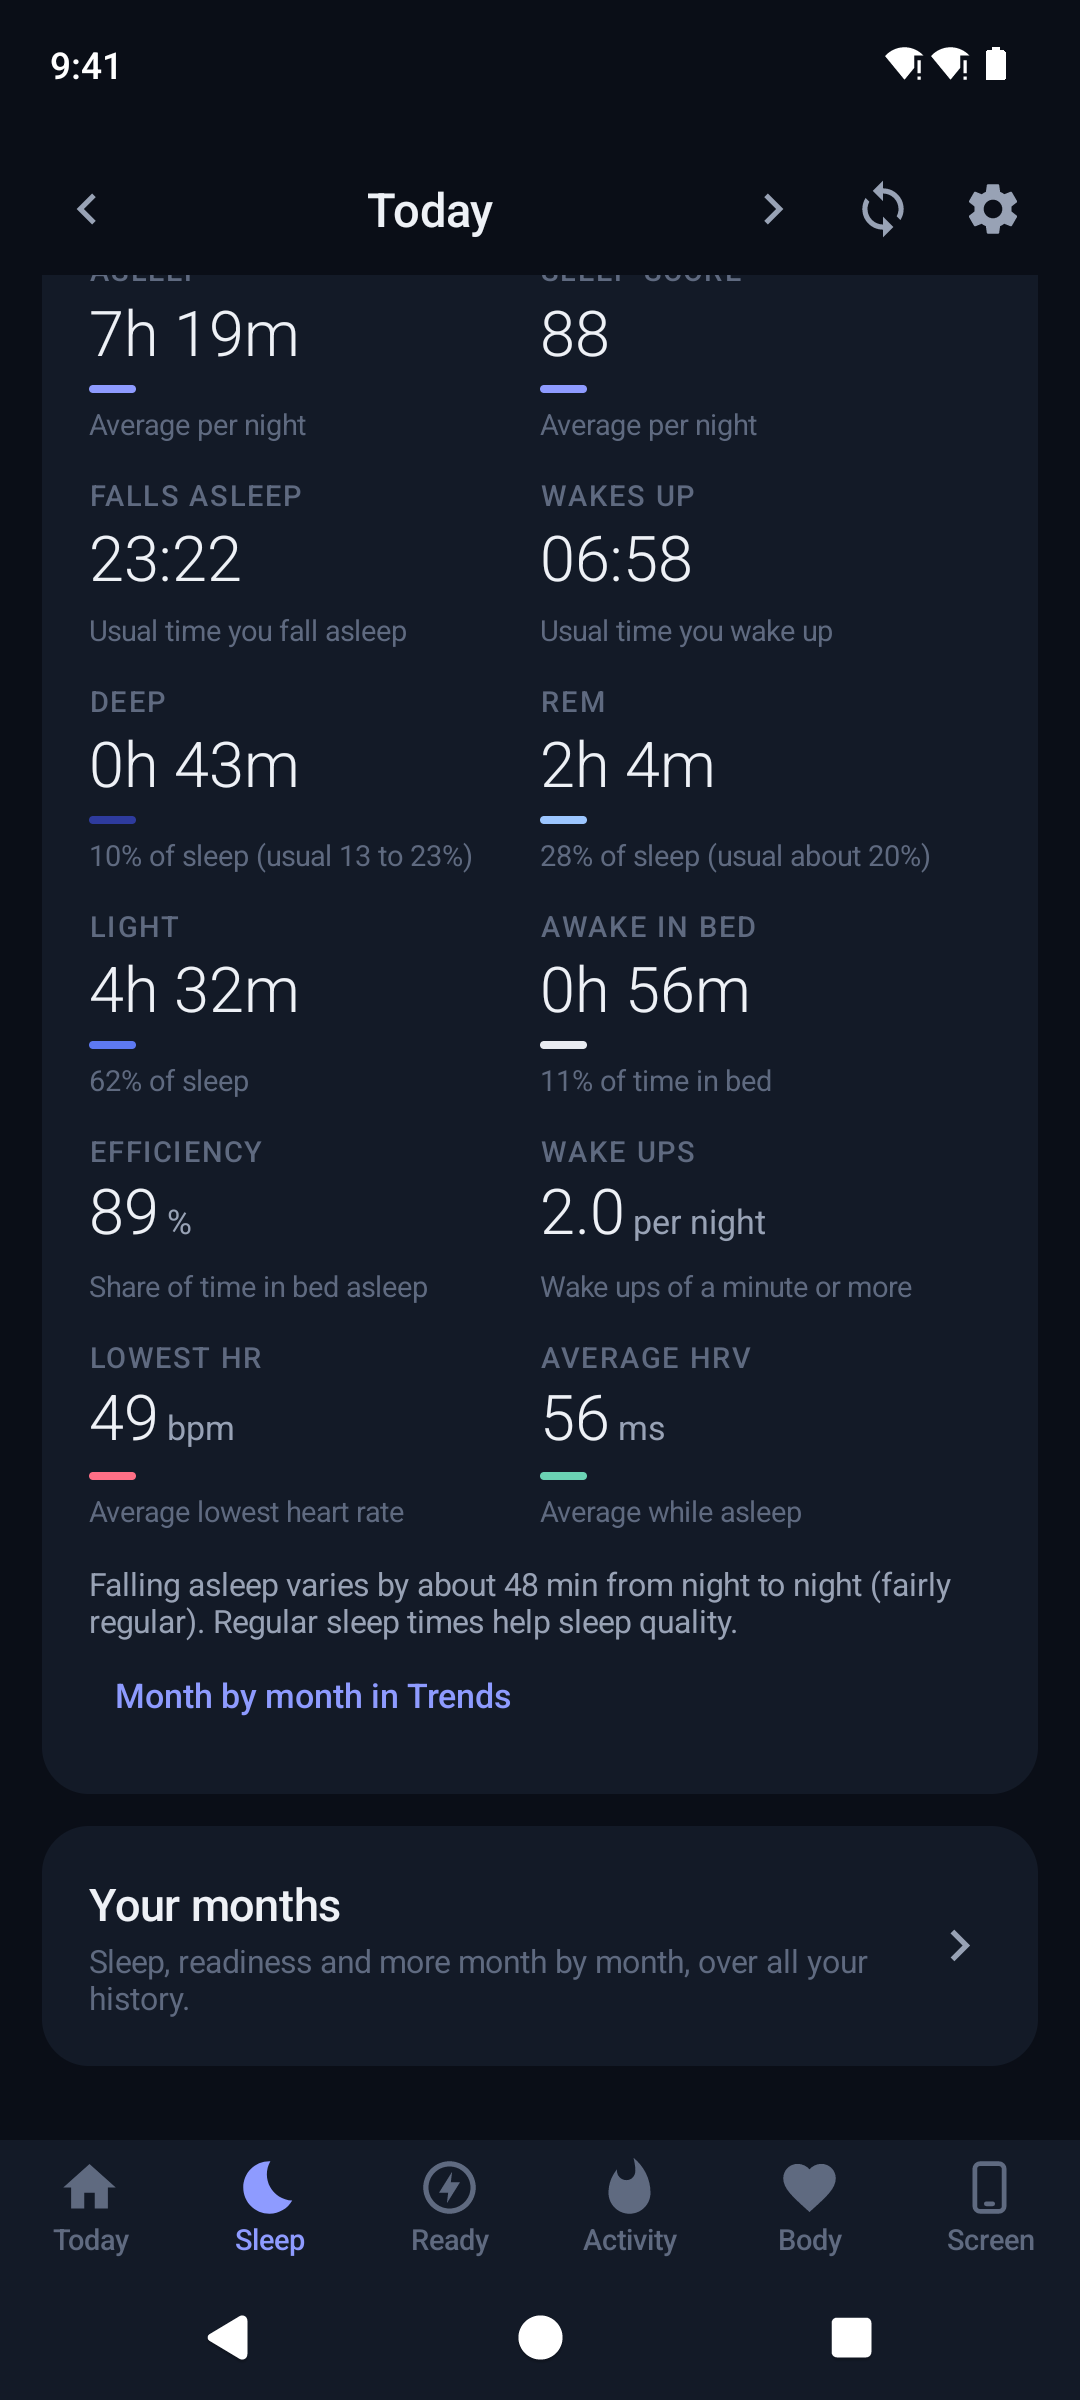 9:41
Today
ASLEEP
SLEEP SCORE
7h 19m
88
Average per night
Average per night
FALLS ASLEEP
WAKES UP
23:22
06:58
Usual time you fall asleep
Usual time you wake up
DEEP
REM
0h 43m
2h 4m
10% of sleep (usual 13 to 23%)
28% of sleep (usual about 20%)
LIGHT
AWAKE IN BED
4h 32m
0h 56m
62% of sleep
11% of time in bed
EFFICIENCY
WAKE UPS
89 %
2.0 per night
Share of time in bed asleep
Wake ups of a minute or more
LOWEST HR
AVERAGE HRV
49 bpm
56 ms
Average lowest heart rate
Average while asleep
Falling asleep varies by about 48 min from night to night (fairly
regular). Regular sleep times help sleep quality.
Month by month in Trends
Your months
Sleep, readiness and more month by month, over all your
history.
Today
Sleep
Ready
Activity
Body
Screen